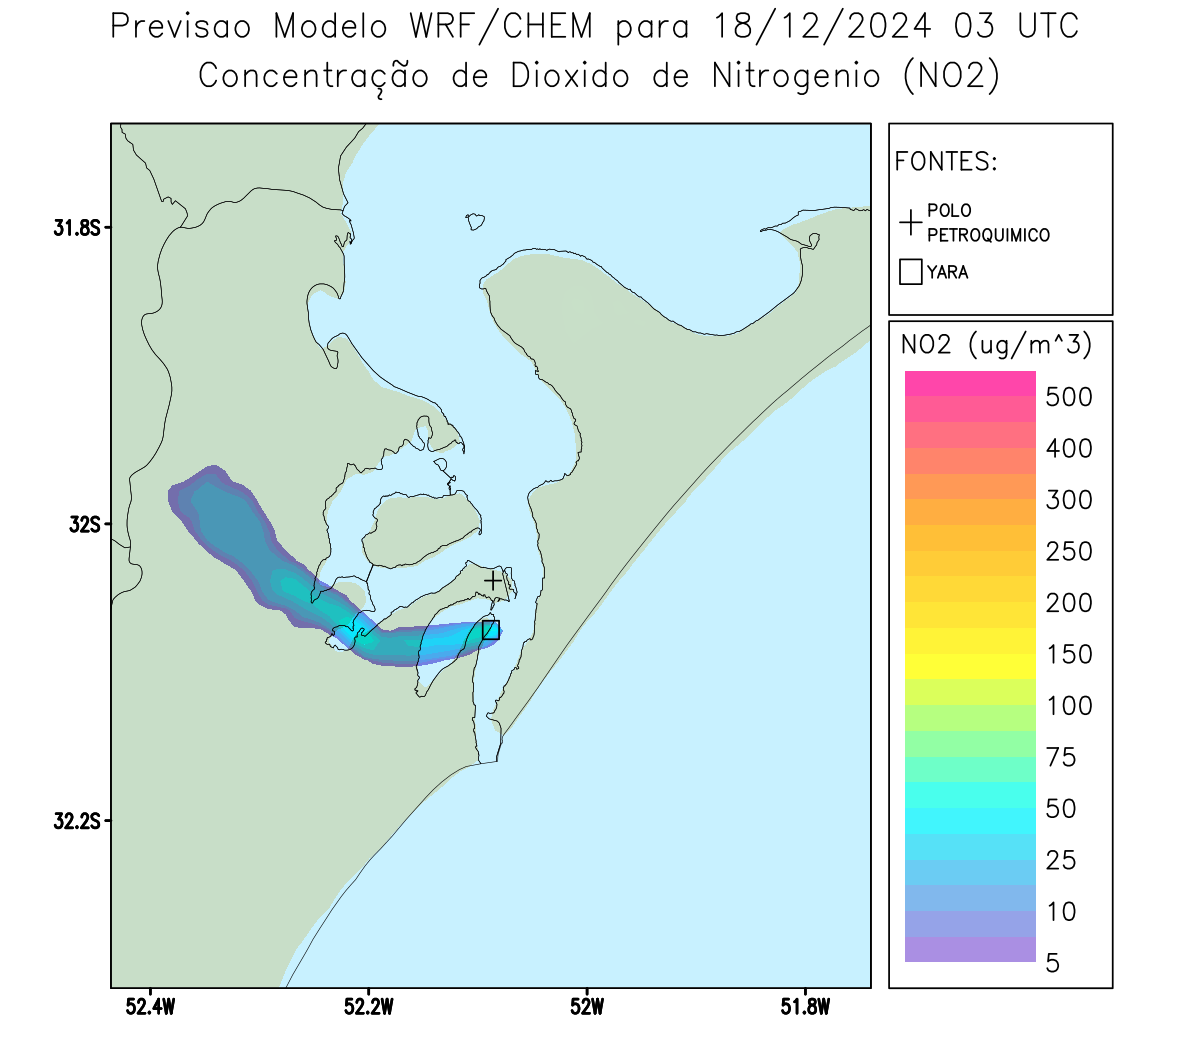 Previsao Modelo WRF/CHEM para 18/12/2024 03 UTC
Concentração de Dioxido de Nitrogenio (NO2)
FONTES:
POLO
PETROQUIMICO
YARA
NO2 (ug/m^3)
500
400
300
250
200
150
100
75
50
25
10
5
31.8S
32S
32.2S
52.4W
52.2W
52W
51.8W